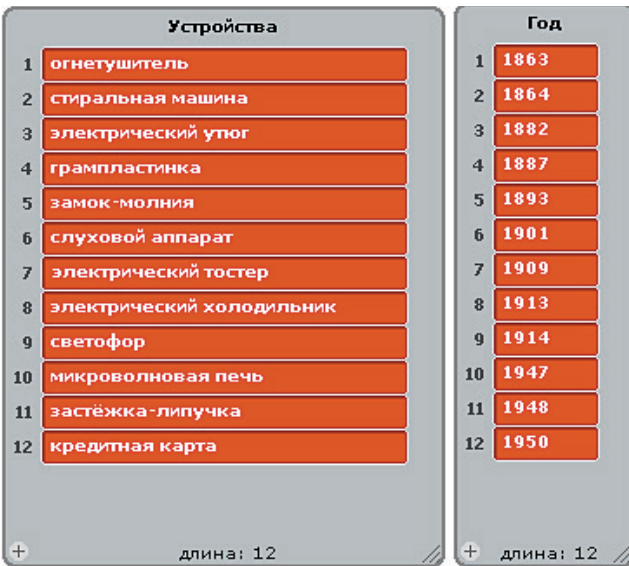 Устройства
1 огнетушитель
2 стиральная машина
3 электрический утюг
4 грампластинка
5 замок-молния
6 слуховой аппарат
7 электрический тостер
8 электрический холодильник
9 светофор
10 микроволновая печь
11 застёжка-липучка
12 кредитная карта
+ длина: 12
Год
1 1863
2 1864
3 1882
4 1887
5 1893
6 1901
7 1909
8 1913
9 1914
10 1947
11 1948
12 1950
+ длина: 12